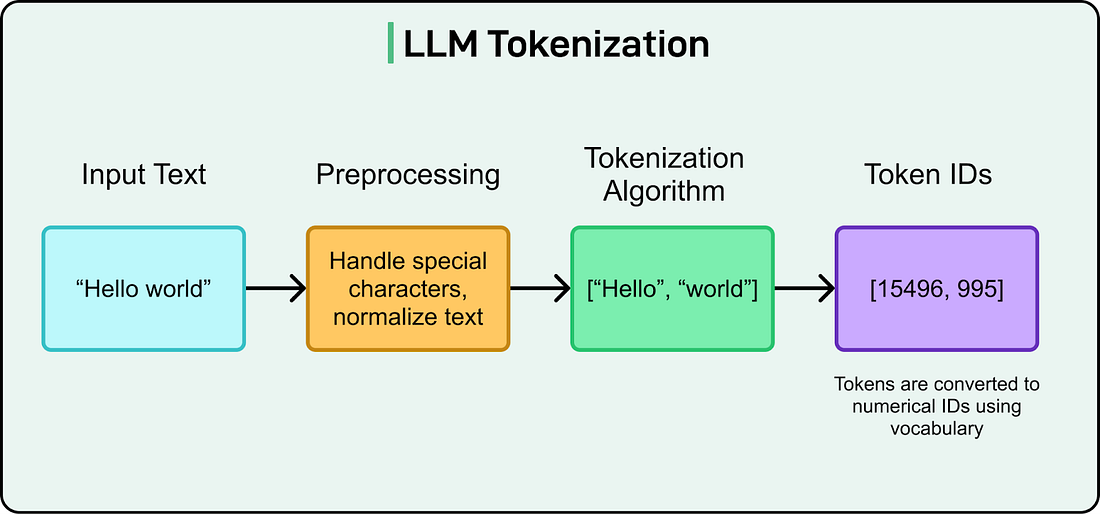 LLM Tokenization
Input Text
Preprocessing
Tokenization
Algorithm
Token IDs
“Hello world”
Handle special
characters,
normalize text
[“Hello”, “world”]
[15496, 995]
Tokens are converted to
numerical IDs using
vocabulary